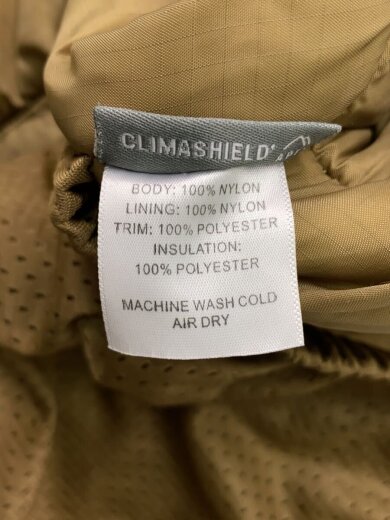 CLIMASHIELD®
BODY: 100% NYLON
LINING: 100% NYLON
TRIM: 100% POLYESTER
INSULATION:
100% POLYESTER
MACHINE WASH COLD
AIR DRY